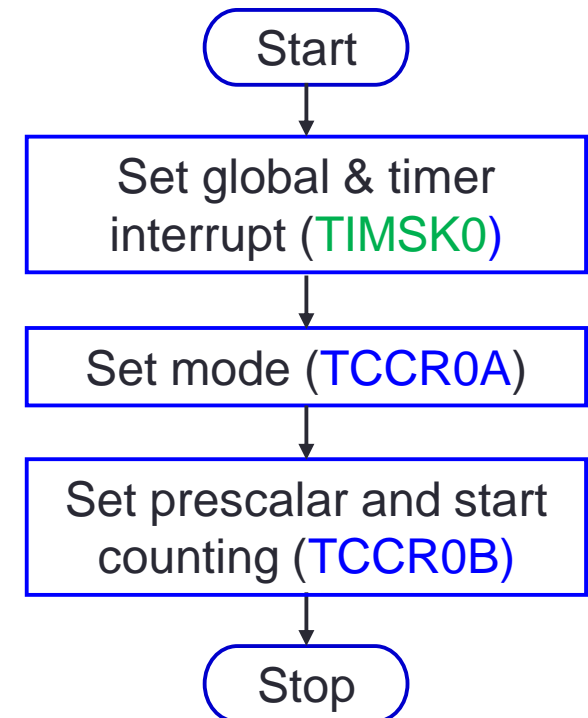 Start
Set global & timer
interrupt (TIMSK0)
Set mode (TCCR0A)
Set prescalar and start
counting (TCCR0B)
Stop